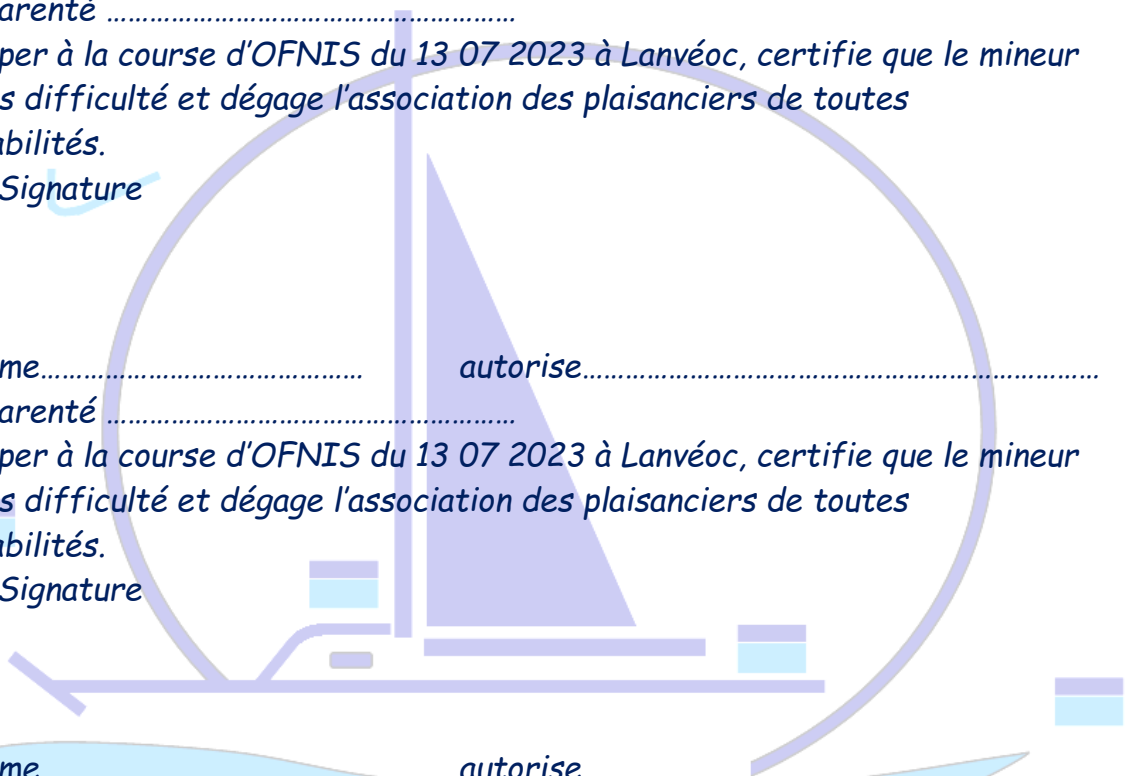 arenté ……………………………………………………
per à la course d’OFNIS du 13 07 2023 à Lanvéoc, certifie que le mineur
s difficulté et dégage l’association des plaisanciers de toutes
abilités.
Signature
me……………………………………… autorise………………………………………………………………
arenté ……………………………………………………
per à la course d’OFNIS du 13 07 2023 à Lanvéoc, certifie que le mineur
s difficulté et dégage l’association des plaisanciers de toutes
abilités.
Signature
me autorise